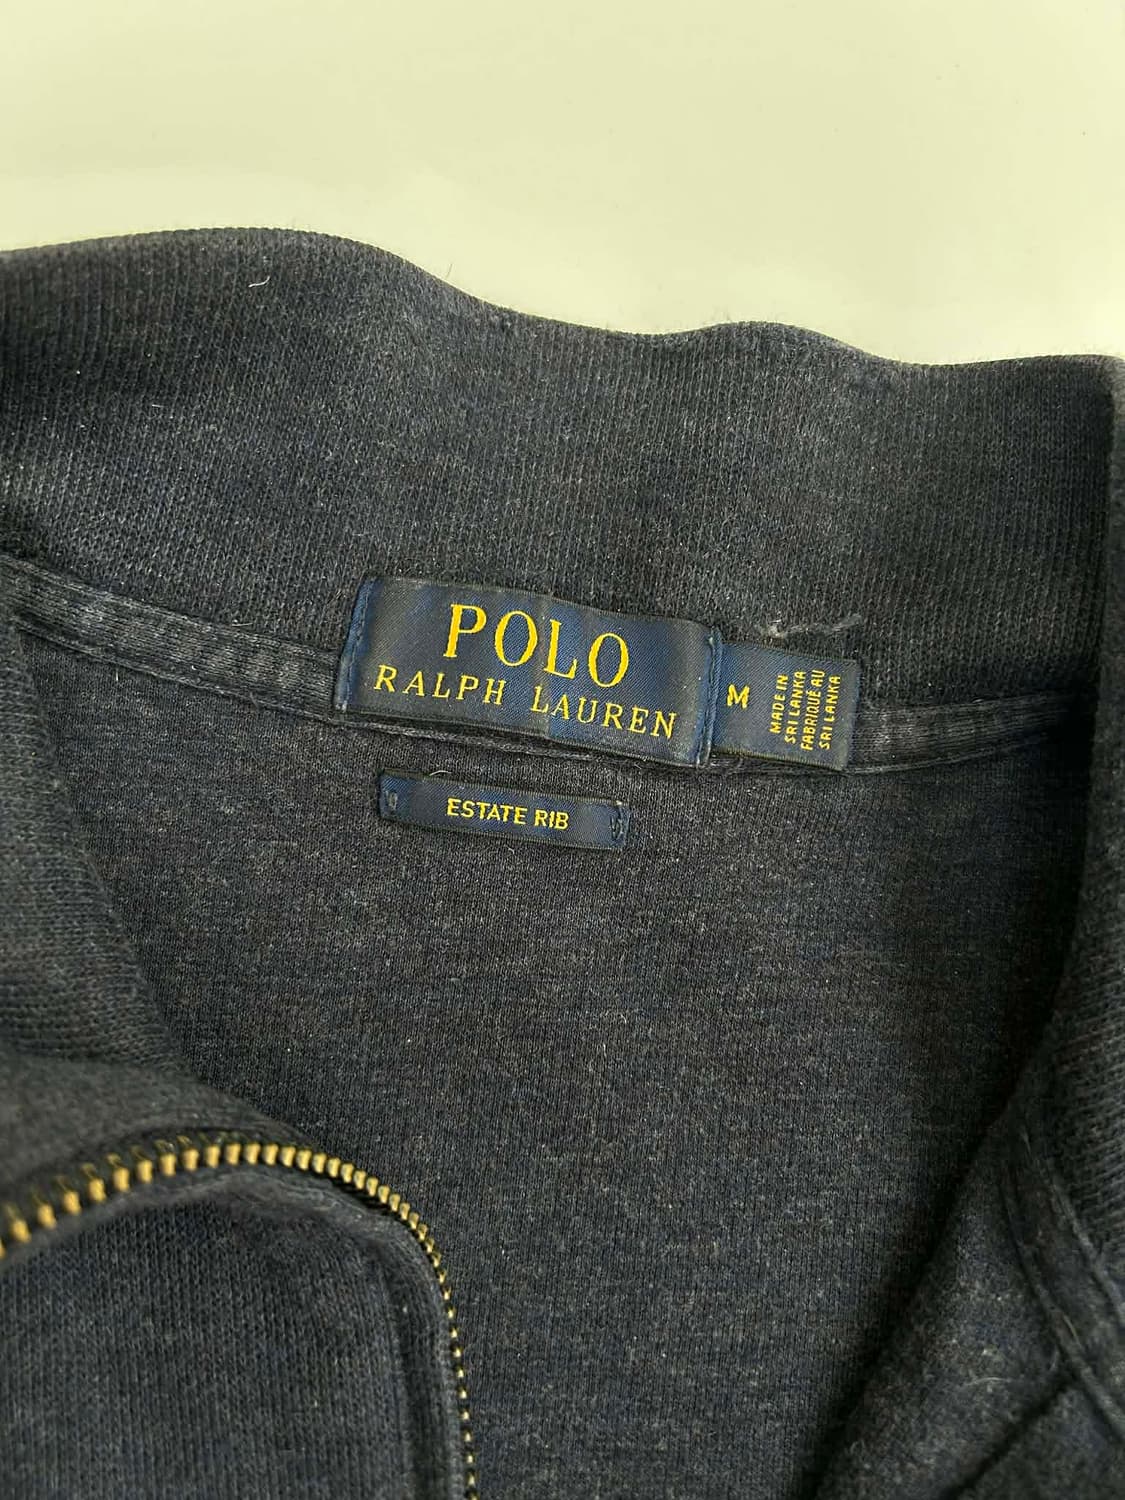 POLO
RALPH LAUREN
M
MADE IN
SRI LANKA
FABRIQUÉ AU
SRI LANKA
ESTATE RIB